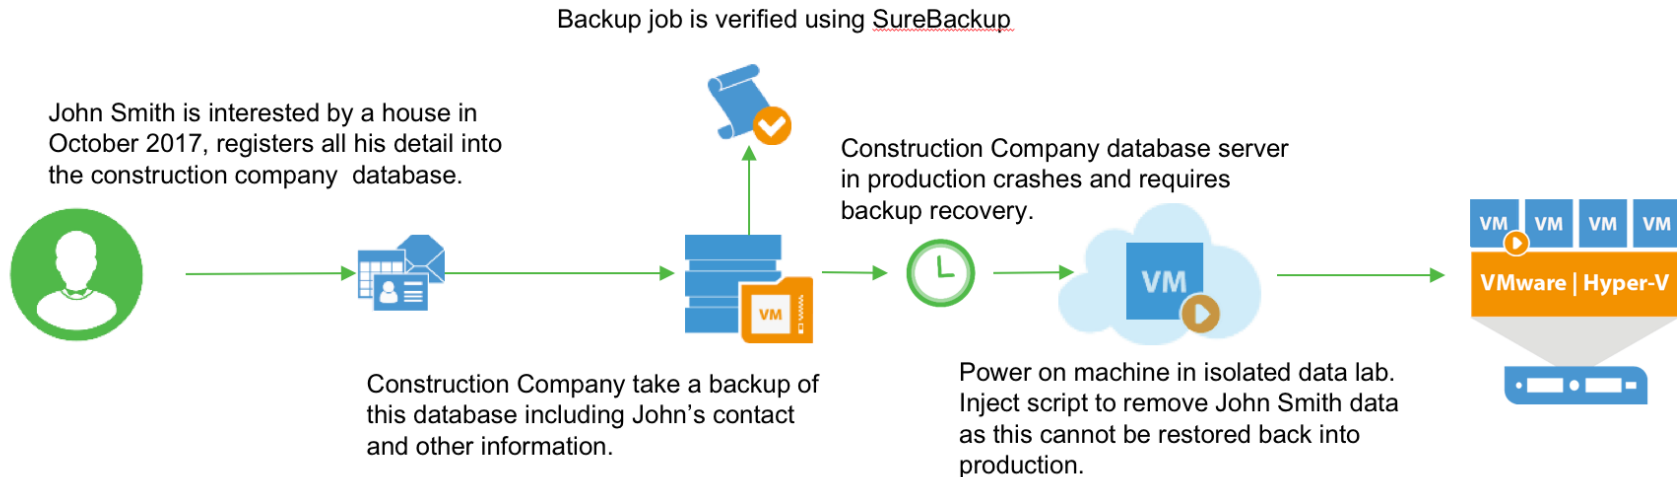 Backup job is verified using SureBackup
John Smith is interested by a house in
October 2017, registers all his detail into
the construction company  database.
Construction Company database server
in production crashes and requires
backup recovery.
VM
VM
VM VM VM VM
VMware | Hyper-V
Construction Company take a backup of
this database including John’s contact
and other information.
Power on machine in isolated data lab.
Inject script to remove John Smith data
as this cannot be restored back into
production.